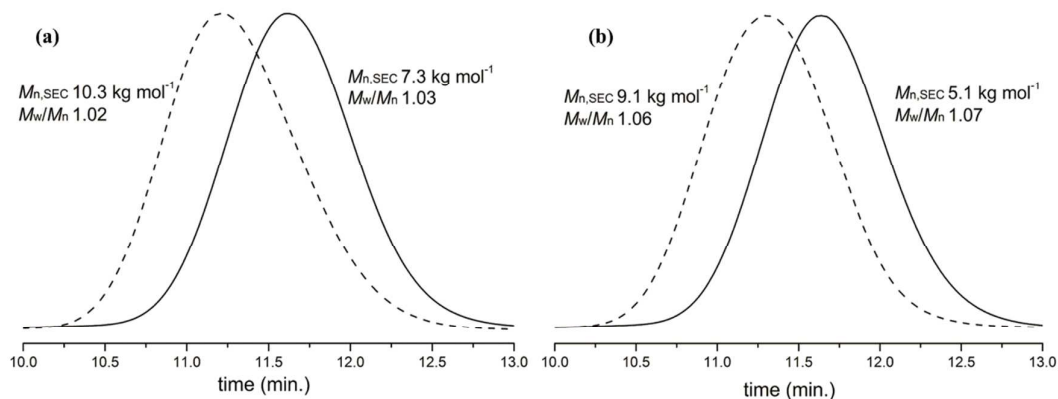 (a)
Mn,SEC 10.3 kg mol⁻¹
Mw/Mn 1.02
Mn,SEC 7.3 kg mol⁻¹
Mw/Mn 1.03
10.0 10.5 11.0 11.5 12.0 12.5 13.0
time (min.)
(b)
Mn,SEC 9.1 kg mol⁻¹
Mw/Mn 1.06
Mn,SEC 5.1 kg mol⁻¹
Mw/Mn 1.07
10.0 10.5 11.0 11.5 12.0 12.5 13.0
time (min.)